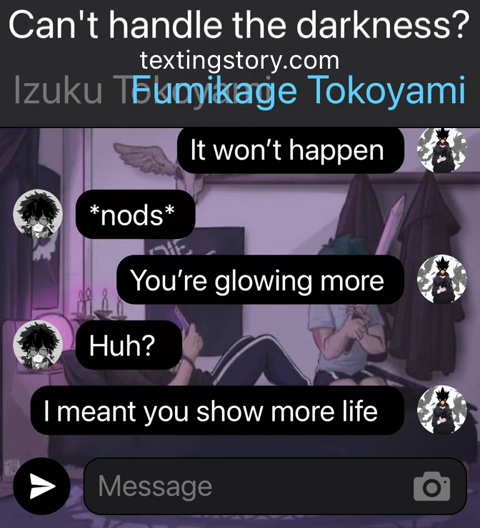 Can't handle the darkness?
textingstory.com
Izuku Tokoyami Fumikage Tokoyami
It won’t happen
*nods*
You’re glowing more
Huh?
I meant you show more life
Message